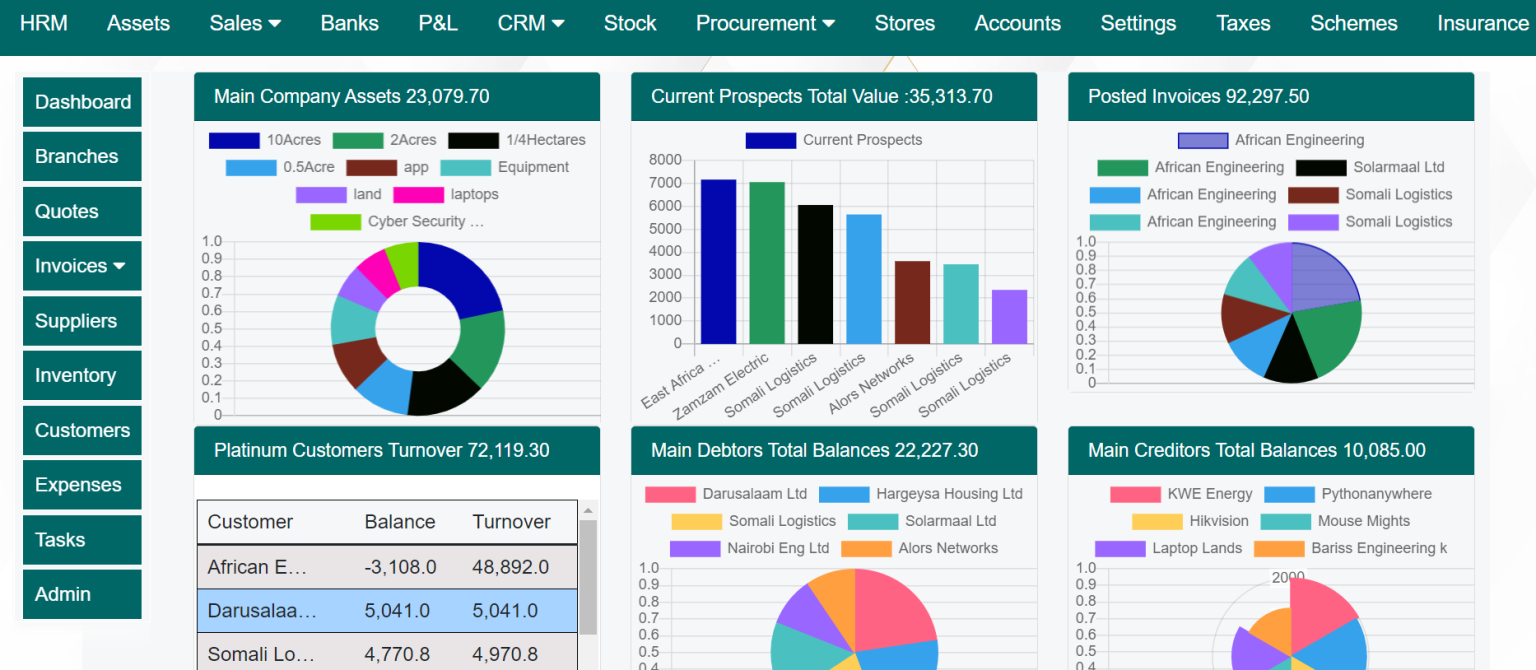 HRM Assets Sales Banks P&L CRM Stock Procurement Stores Accounts Settings Taxes Schemes Insurance
Dashboard
Branches
Quotes
Invoices
Suppliers
Inventory
Customers
Expenses
Tasks
Admin
Main Company Assets 23,079.70
10Acres 2Acres 1/4Hectares
0.5Acre app Equipment
land laptops
Cyber Security ...
1.0
0.9
0.8
0.7
0.6
0.5
0.4
0.3
0.2
0.1
0
Current Prospects Total Value :35,313.70
Current Prospects
8000
7000
6000
5000
4000
3000
2000
1000
0
East Africa ...
Zamzam Electric
Somali Logistics
Somali Logistics
Alors Networks
Somali Logistics
Somali Logistics
Posted Invoices 92,297.50
African Engineering
African Engineering Solarmaal Ltd
African Engineering Somali Logistics
African Engineering Somali Logistics
1.0
0.9
0.8
0.7
0.6
0.5
0.4
0.3
0.2
0.1
0
Platinum Customers Turnover 72,119.30
Customer Balance Turnover
African E... -3,108.0 48,892.0
Darusalaa... 5,041.0 5,041.0
Somali Lo... 4,770.8 4,970.8
Main Debtors Total Balances 22,227.30
Darusalaam Ltd Hargeysa Housing Ltd
Somali Logistics Solarmaal Ltd
Nairobi Eng Ltd Alors Networks
1.0
0.9
0.8
0.7
0.6
0.5
0.4
Main Creditors Total Balances 10,085.00
KWE Energy Pythonanywhere
Hikvision Mouse Mights
Laptop Lands Bariss Engineering k
1.0
0.9
0.8
0.7
0.6
0.5
0.4
2000